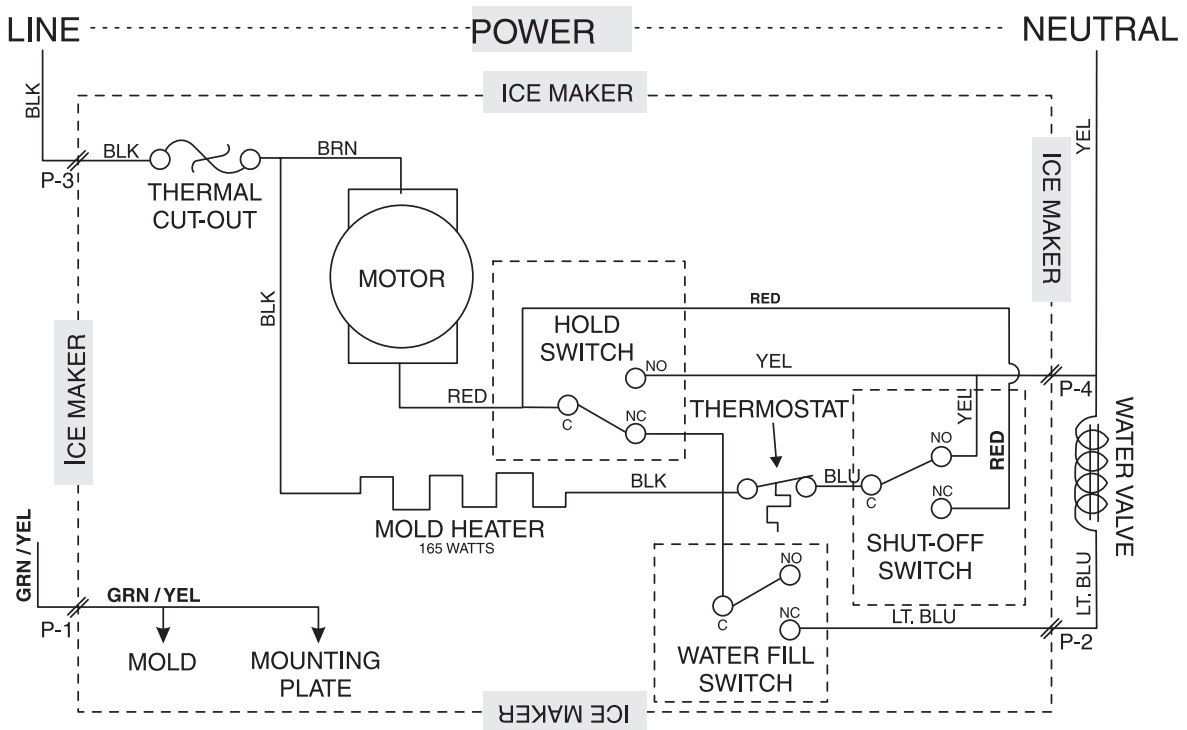 LINE
POWER
NEUTRAL
BLK
ICE MAKER
YEL
BLK
BRN
P-3
THERMAL
CUT-OUT
ICE MAKER
MOTOR
BLK
RED
HOLD
SWITCH
ICE MAKER
NO
YEL
P-4
RED
C
NC
THERMOSTAT
YEL
NO
RED
WATER VALVE
BLK
BLU
C
NC
MOLD HEATER
165 WATTS
SHUT-OFF
SWITCH
GRN / YEL
GRN / YEL
NO
LT. BLU
P-1
C
NC
LT. BLU
P-2
MOLD
MOUNTING
PLATE
WATER FILL
SWITCH
ICE MAKER